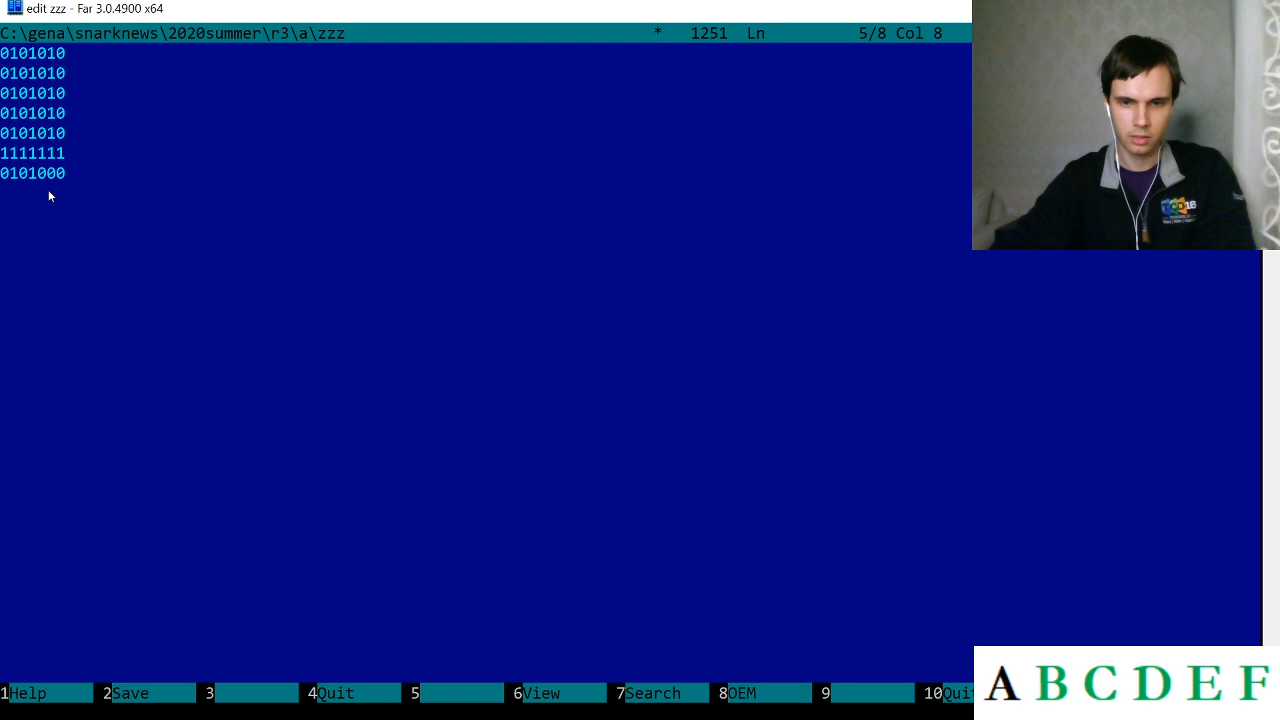 edit zzz - Far 3.0.4900 x64
C:\gena\snarknews\2020summer\r3\a\zzz * 1251 Ln 5/8 Col 8
0101010
0101010
0101010
0101010
0101010
1111111
0101000
1Help 2Save 3 4Quit 5 6View 7Search 8OEM 9 10Quit
A B C D E F